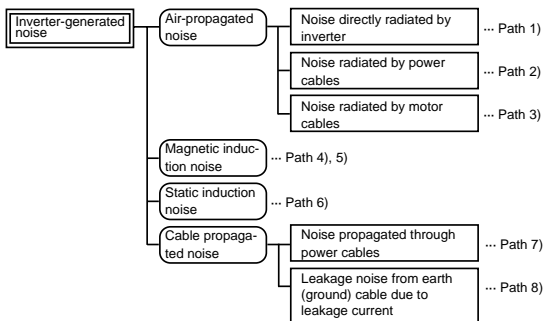 Inverter-generated
noise
Air-propagated
noise
Noise directly radiated by
inverter
··· Path 1)
Noise radiated by power
cables
··· Path 2)
Noise radiated by motor
cables
··· Path 3)
Magnetic induc-
tion noise
··· Path 4), 5)
Static induction
noise
··· Path 6)
Cable propaga-
ted noise
Noise propagated through
power cables
··· Path 7)
Leakage noise from earth
(ground) cable due to
leakage current
··· Path 8)